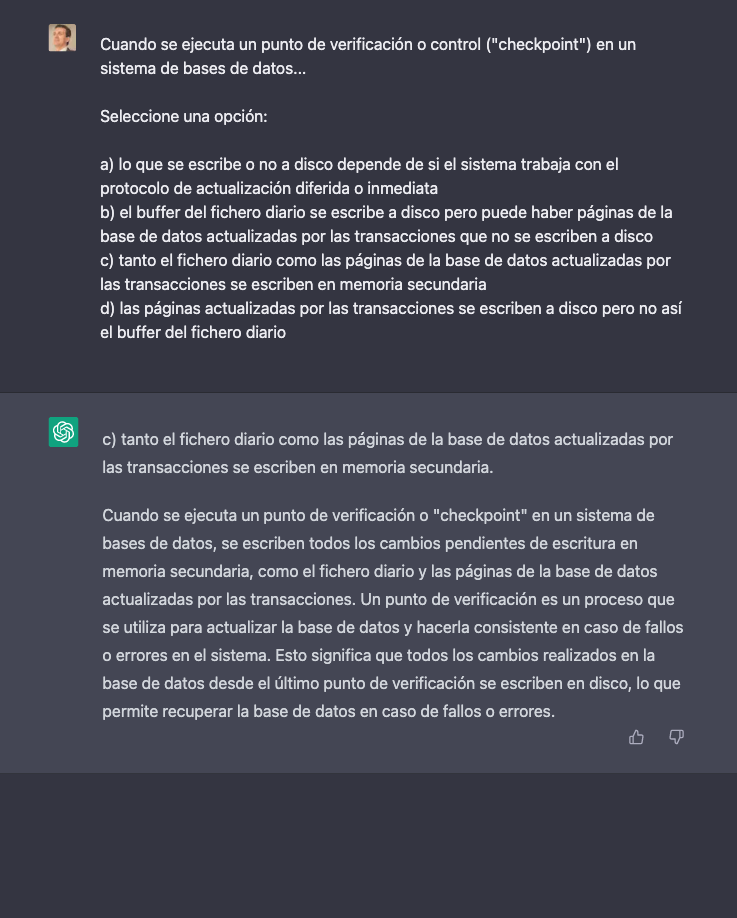 Cuando se ejecuta un punto de verificación o control ("checkpoint") en un
sistema de bases de datos...
Seleccione una opción:
a) lo que se escribe o no a disco depende de si el sistema trabaja con el
protocolo de actualización diferida o inmediata
b) el buffer del fichero diario se escribe a disco pero puede haber páginas de la
base de datos actualizadas por las transacciones que no se escriben a disco
c) tanto el fichero diario como las páginas de la base de datos actualizadas por
las transacciones se escriben en memoria secundaria
d) las páginas actualizadas por las transacciones se escriben a disco pero no así
el buffer del fichero diario
c) tanto el fichero diario como las páginas de la base de datos actualizadas por
las transacciones se escriben en memoria secundaria.
Cuando se ejecuta un punto de verificación o "checkpoint" en un sistema de
bases de datos, se escriben todos los cambios pendientes de escritura en
memoria secundaria, como el fichero diario y las páginas de la base de datos
actualizadas por las transacciones. Un punto de verificación es un proceso que
se utiliza para actualizar la base de datos y hacerla consistente en caso de fallos
o errores en el sistema. Esto significa que todos los cambios realizados en la
base de datos desde el último punto de verificación se escriben en disco, lo que
permite recuperar la base de datos en caso de fallos o errores.